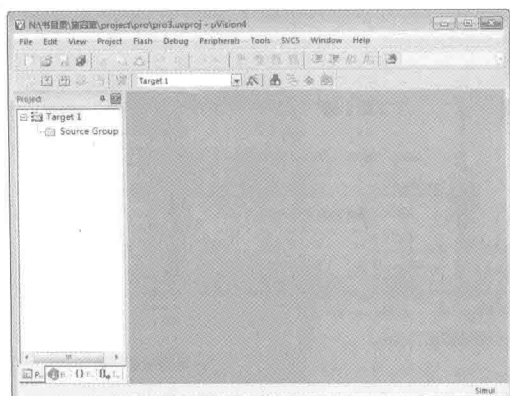 N:\书目录\第四章\project\pro\pro3.uvproj - µVision4
File Edit View Project Flash Debug Peripherals Tools SVCS Window Help
Target 1
Project
Target 1
Source Group
Simul